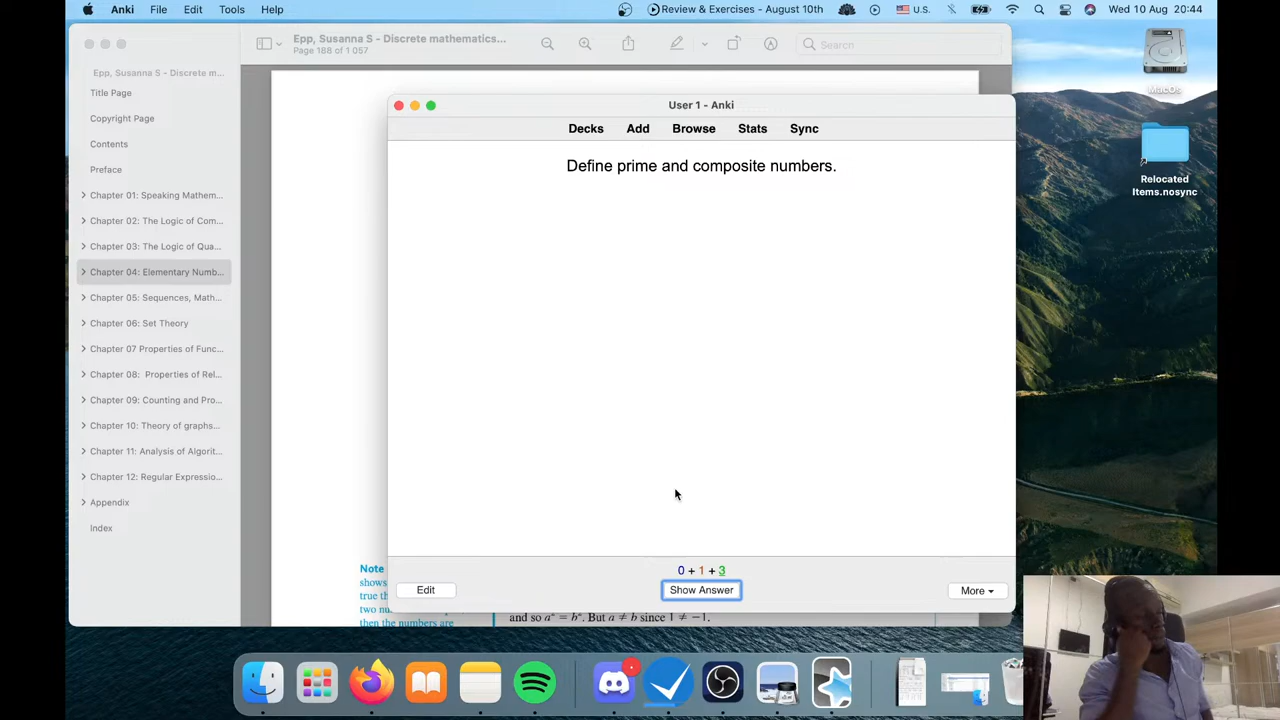 Anki File Edit Tools Help
Review & Exercises - August 10th
U.S.
Wed 10 Aug 20:44
Epp, Susanna S - Discrete m...
Title Page
Copyright Page
Contents
Preface
Chapter 01: Speaking Mathem...
Chapter 02: The Logic of Com...
Chapter 03: The Logic of Qua...
Chapter 04: Elementary Numb...
Chapter 05: Sequences, Math...
Chapter 06: Set Theory
Chapter 07 Properties of Func...
Chapter 08: Properties of Rel...
Chapter 09: Counting and Pro...
Chapter 10: Theory of graphs...
Chapter 11: Analysis of Algorit...
Chapter 12: Regular Expressio...
Appendix
Index
Epp, Susanna S - Discrete mathematics...
Page 188 of 1 057
Search
User 1 - Anki
Decks Add Browse Stats Sync
Define prime and composite numbers.
0 + 1 + 3
Edit
Show Answer
More
Note
shows
true th
two nu
then the numbers are
and so aⁿ = bⁿ. But a ≠ b since 1 ≠ −1.
MacOs
Relocated
Items.nosync